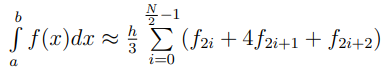 ∫_a^b f(x)dx ≈ h/3 ∑_{i=0}^{N/2−1} (f_{2i} + 4f_{2i+1} + f_{2i+2})